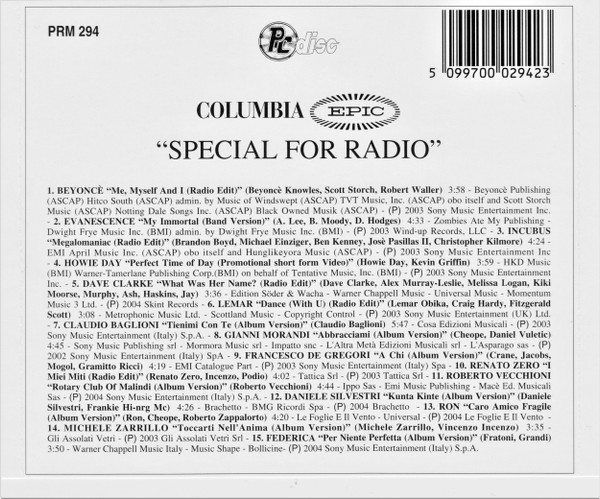 PRM 294
PRC disc
5 099700 029423
COLUMBIA EPIC
“SPECIAL FOR RADIO”
1. BEYONCÈ “Me, Myself And I (Radio Edit)” (Beyoncè Knowles, Scott Storch, Robert Waller) 3:58 - Beyoncè Publishing
(ASCAP) Hitco South (ASCAP) admin. by Music of Windswept (ASCAP) TVT Music, Inc. (ASCAP) obo itself and Scott Storch
Music (ASCAP) Notting Dale Songs Inc. (ASCAP) Black Owned Musik (ASCAP) - (P) 2003 Sony Music Entertainment Inc.
- 2. EVANESCENCE “My Immortal (Band Version)” (A. Lee, B. Moody, D. Hodges) 4:33 - Zombies Ate My Publishing -
Dwight Frye Music Inc. (BMI) admin. by Dwight Frye Music Inc. (BMI) - (P) 2003 Wind-up Records, LLC - 3. INCUBUS
“Megalomaniac (Radio Edit)” (Brandon Boyd, Michael Einziger, Ben Kenney, Josè Pasillas II, Christopher Kilmore) 4:24
- EMI April Music Inc. (ASCAP) obo itself and Hunglikeyora Music (ASCAP) - (P) 2003 Sony Music Entertainment Inc.
- 4. HOWIE DAY “Perfect Time of Day (Promotional short form Video)” (Howie Day, Kevin Griffin) 3:59 - HKD Music
(BMI) Warner-Tamerlane Publishing Corp.(BMI) on behalf of Tentative Music, Inc. (BMI) - (P) 2003 Sony Music Entertainment
Inc. - 5. DAVE CLARKE “What Was Her Name? (Radio Edit)” (Dave Clarke, Alex Murray-Leslie, Melissa Logan, Kiki
Moorse, Murphy, Ash, Haskins, Jay) 3:36 - Edition Söder & Wacha - Warner Chappell Music - Universal Music - Momentum
Music 3 Ltd. - (P) 2004 Skint Records - 6. LEMAR “Dance (With U) (Radio Edit)” (Lemar Obika, Craig Hardy, Fitzgerald
Scott) 3:08 - Metrophonic Music Ltd. - Scottland Music - Copyright Control - (P) 2003 Sony Music Entertainment (UK) Ltd.
- 7. CLAUDIO BAGLIONI “Tienimi Con Te (Album Version)” (Claudio Baglioni) 5:47 - Cosa Edizioni Musicali - (P) 2003
Sony Music Entertainment (Italy) S.p.A. - 8. GIANNI MORANDI “Abbracciami (Album Version)” (Cheope, Daniel Vuletic)
4:45 - Sony Music Publishing srl - Mormora Music srl - Impatto snc - L'Altra Metà Edizioni Musicali srl - L'Asparago sas - (P)
2002 Sony Music Entertainment (Italy) SpA - 9. FRANCESCO DE GREGORI “A Chi (Album Version)” (Crane, Jacobs,
Mogol, Gramitto Ricci) 4:19 - EMI Catalogue Part - (P) 2003 Sony Music Entertainment (Italy) Spa - 10. RENATO ZERO “I
Miei Miti (Radio Edit)” (Renato Zero, Incenzo, Podio) 4:02 - Tattica Srl - (P) 2003 Tattica Srl - 11. ROBERTO VECCHIONI
“Rotary Club Of Malindi (Album Version)” (Roberto Vecchioni) 4:44 - Ippo Sas - Emi Music Publishing - Macè Ed. Musicali
Sas - (P) 2004 Sony Music Entertainment (Italy) S.p.A. - 12. DANIELE SILVESTRI “Kunta Kinte (Album Version)” (Daniele
Silvestri, Frankie Hi-nrg Mc) 4:26 - Brachetto - BMG Ricordi Spa - (P) 2004 Brachetto - 13. RON “Caro Amico Fragile
(Album Version)” (Ron, Cheope, Roberto Zappalorto) 4:20 - Le Foglie E Il Vento - Universal - (P) 2004 Le Foglie E Il Vento
- 14. MICHELE ZARRILLO “Toccarti Nell'Anima (Album Version)” (Michele Zarrillo, Vincenzo Incenzo) 3:35 -
Gli Assolati Vetri - (P) 2003 Gli Assolati Vetri Srl - 15. FEDERICA “Per Niente Perfetta (Album Version)” (Fratoni, Grandi)
3:50 - Warner Chappell Music Italy - Music Shape - Bollicine- (P) 2004 Sony Music Entertainment (Italy) S.p.A.